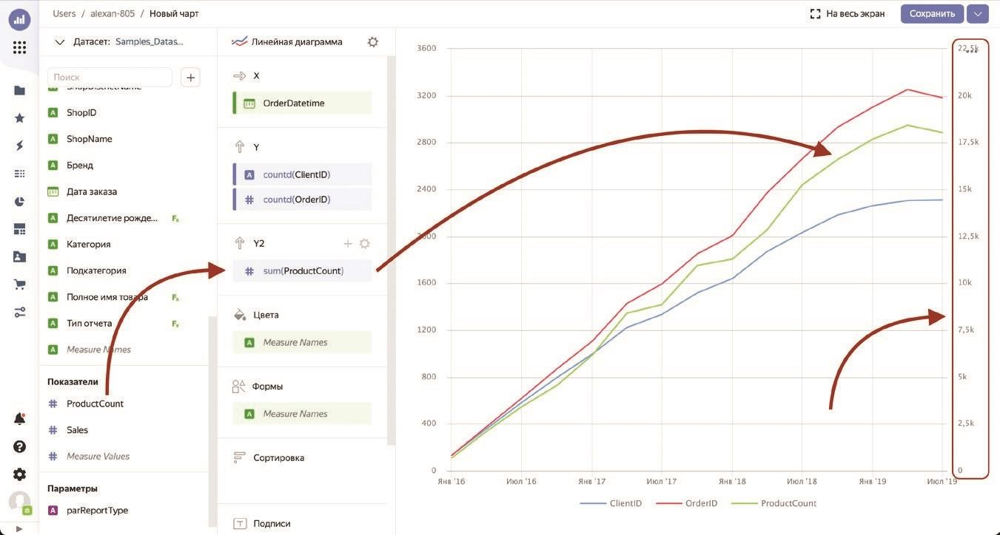 Users / alexan-805 / Новый чарт
На весь экран
Сохранить
Датасет: Samples_Datas...
Поиск
+
ShopDistrictName
ShopID
ShopName
Бренд
Дата заказа
Десятилетие рожде... Fx
Категория
Подкатегория
Полное имя товара Fx
Тип отчета Fx
Measure Names
Показатели
ProductCount
Sales
Measure Values
Параметры
parReportType
Линейная диаграмма
X
OrderDatetime
Y
countd(ClientID)
countd(OrderID)
Y2
sum(ProductCount)
Цвета
Measure Names
Формы
Measure Names
Сортировка
Подписи
3600
3200
2800
2400
2000
1600
1200
800
400
0
22,5k
20k
17,5k
15k
12,5k
10k
7,5k
5k
2,5k
0
Янв '16 Июл '16 Янв '17 Июл '17 Янв '18 Июл '18 Янв '19 Июл '19
ClientID OrderID ProductCount